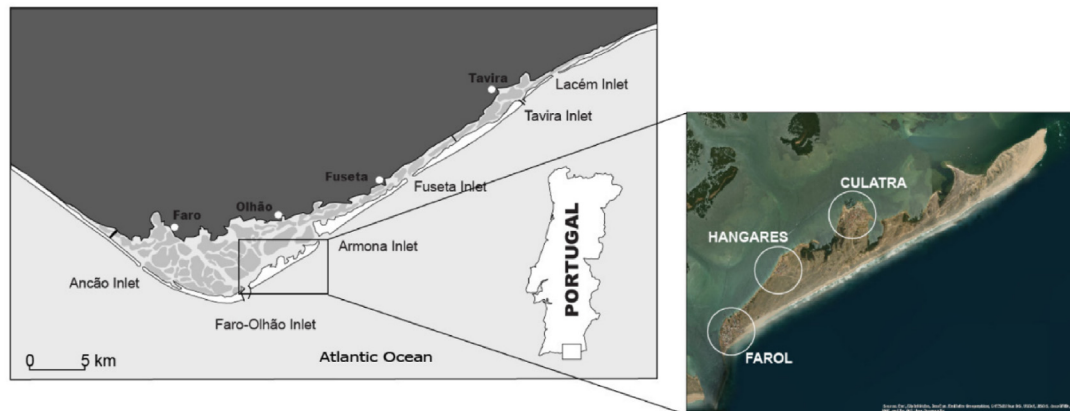 Tavira
Lacém Inlet
Tavira Inlet
Fuseta
Fuseta Inlet
Olhão
Faro
Armona Inlet
Ancão Inlet
Faro-Olhão Inlet
0 5 km
Atlantic Ocean
PORTUGAL
CULATRA
HANGARES
FAROL